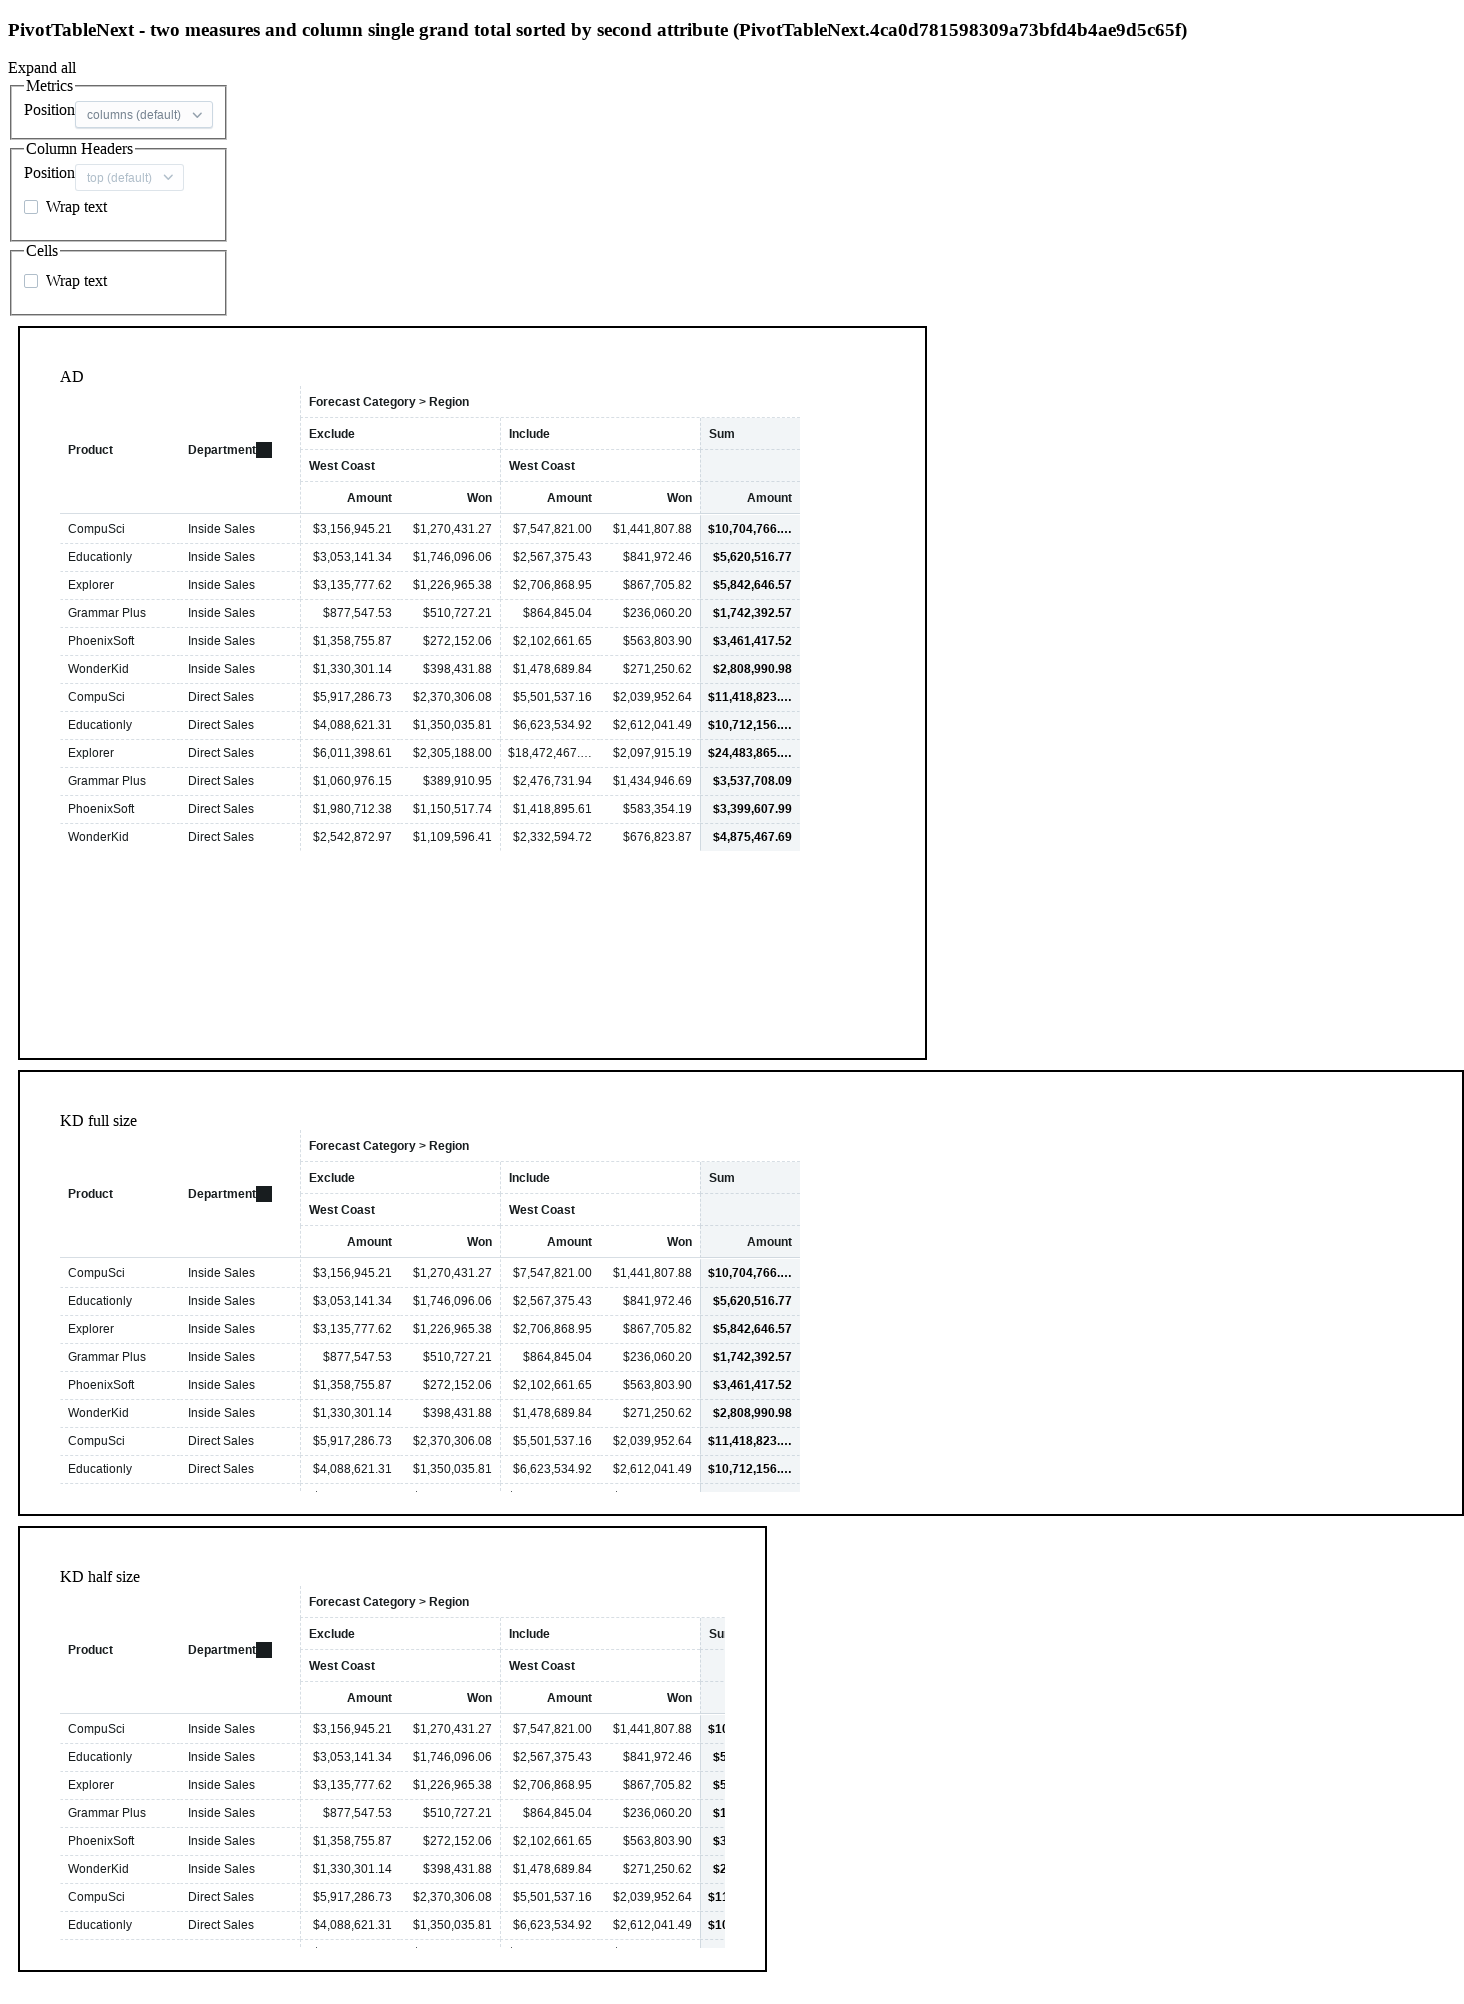 PivotTableNext - two measures and column single grand total sorted by second attribute (PivotTableNext.4ca0d781598309a73bfd4b4ae9d5c65f)
Expand all
Metrics
Position columns (default)
Column Headers
Position top (default)
Wrap text
Cells
Wrap text
AD
Forecast Category > Region
Product Department Exclude Include Sum
West Coast West Coast
Amount Won Amount Won Amount
CompuSci Inside Sales $3,156,945.21 $1,270,431.27 $7,547,821.00 $1,441,807.88 $10,704,766.…
Educationly Inside Sales $3,053,141.34 $1,746,096.06 $2,567,375.43 $841,972.46 $5,620,516.77
Explorer Inside Sales $3,135,777.62 $1,226,965.38 $2,706,868.95 $867,705.82 $5,842,646.57
Grammar Plus Inside Sales $877,547.53 $510,727.21 $864,845.04 $236,060.20 $1,742,392.57
PhoenixSoft Inside Sales $1,358,755.87 $272,152.06 $2,102,661.65 $563,803.90 $3,461,417.52
WonderKid Inside Sales $1,330,301.14 $398,431.88 $1,478,689.84 $271,250.62 $2,808,990.98
CompuSci Direct Sales $5,917,286.73 $2,370,306.08 $5,501,537.16 $2,039,952.64 $11,418,823.…
Educationly Direct Sales $4,088,621.31 $1,350,035.81 $6,623,534.92 $2,612,041.49 $10,712,156.…
Explorer Direct Sales $6,011,398.61 $2,305,188.00 $18,472,467.… $2,097,915.19 $24,483,865.…
Grammar Plus Direct Sales $1,060,976.15 $389,910.95 $2,476,731.94 $1,434,946.69 $3,537,708.09
PhoenixSoft Direct Sales $1,980,712.38 $1,150,517.74 $1,418,895.61 $583,354.19 $3,399,607.99
WonderKid Direct Sales $2,542,872.97 $1,109,596.41 $2,332,594.72 $676,823.87 $4,875,467.69
KD full size
Forecast Category > Region
Product Department Exclude Include Sum
West Coast West Coast
Amount Won Amount Won Amount
CompuSci Inside Sales $3,156,945.21 $1,270,431.27 $7,547,821.00 $1,441,807.88 $10,704,766.…
Educationly Inside Sales $3,053,141.34 $1,746,096.06 $2,567,375.43 $841,972.46 $5,620,516.77
Explorer Inside Sales $3,135,777.62 $1,226,965.38 $2,706,868.95 $867,705.82 $5,842,646.57
Grammar Plus Inside Sales $877,547.53 $510,727.21 $864,845.04 $236,060.20 $1,742,392.57
PhoenixSoft Inside Sales $1,358,755.87 $272,152.06 $2,102,661.65 $563,803.90 $3,461,417.52
WonderKid Inside Sales $1,330,301.14 $398,431.88 $1,478,689.84 $271,250.62 $2,808,990.98
CompuSci Direct Sales $5,917,286.73 $2,370,306.08 $5,501,537.16 $2,039,952.64 $11,418,823.…
Educationly Direct Sales $4,088,621.31 $1,350,035.81 $6,623,534.92 $2,612,041.49 $10,712,156.…
KD half size
Forecast Category > Region
Product Department Exclude Include
West Coast West Coast
Amount Won Amount Won
CompuSci Inside Sales $3,156,945.21 $1,270,431.27 $7,547,821.00 $1,441,807.88
Educationly Inside Sales $3,053,141.34 $1,746,096.06 $2,567,375.43 $841,972.46
Explorer Inside Sales $3,135,777.62 $1,226,965.38 $2,706,868.95 $867,705.82
Grammar Plus Inside Sales $877,547.53 $510,727.21 $864,845.04 $236,060.20
PhoenixSoft Inside Sales $1,358,755.87 $272,152.06 $2,102,661.65 $563,803.90
WonderKid Inside Sales $1,330,301.14 $398,431.88 $1,478,689.84 $271,250.62
CompuSci Direct Sales $5,917,286.73 $2,370,306.08 $5,501,537.16 $2,039,952.64
Educationly Direct Sales $4,088,621.31 $1,350,035.81 $6,623,534.92 $2,612,041.49